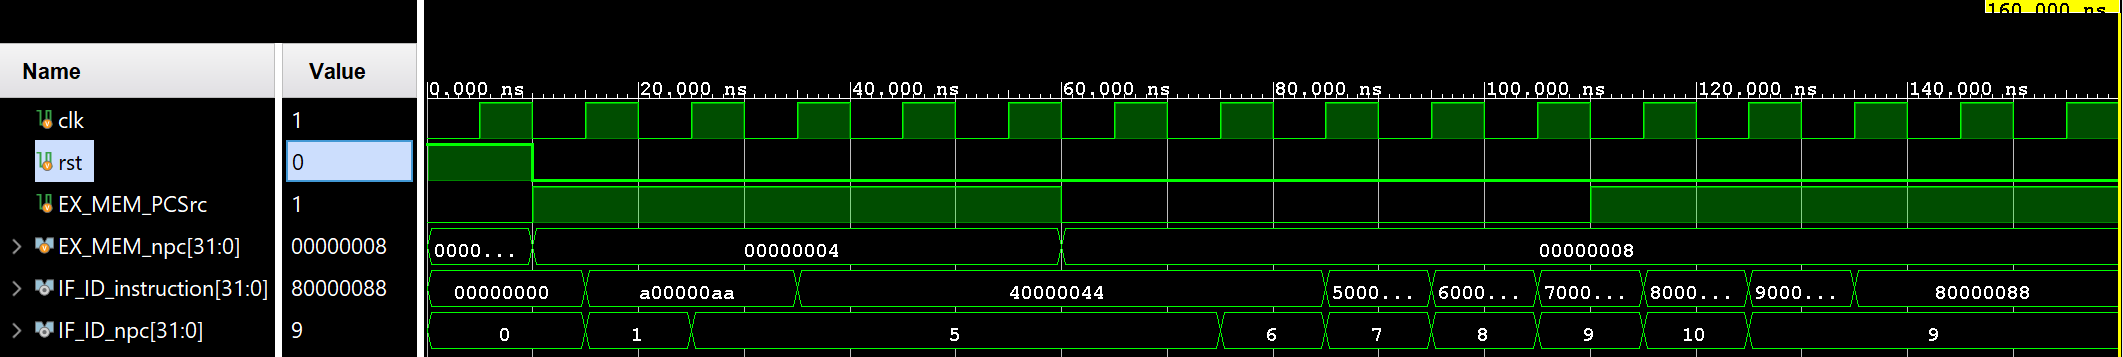 160.000 ns
Name Value
0.000 ns 20.000 ns 40.000 ns 60.000 ns 80.000 ns 100.000 ns 120.000 ns 140.000 ns
clk 1
rst 0
EX_MEM_PCSrc 1
EX_MEM_npc[31:0] 00000008 0000... 00000004 00000008
IF_ID_instruction[31:0] 80000088 00000000 a00000aa 40000044 5000... 6000... 7000... 8000... 9000... 80000088
IF_ID_npc[31:0] 9 0 1 5 6 7 8 9 10 9